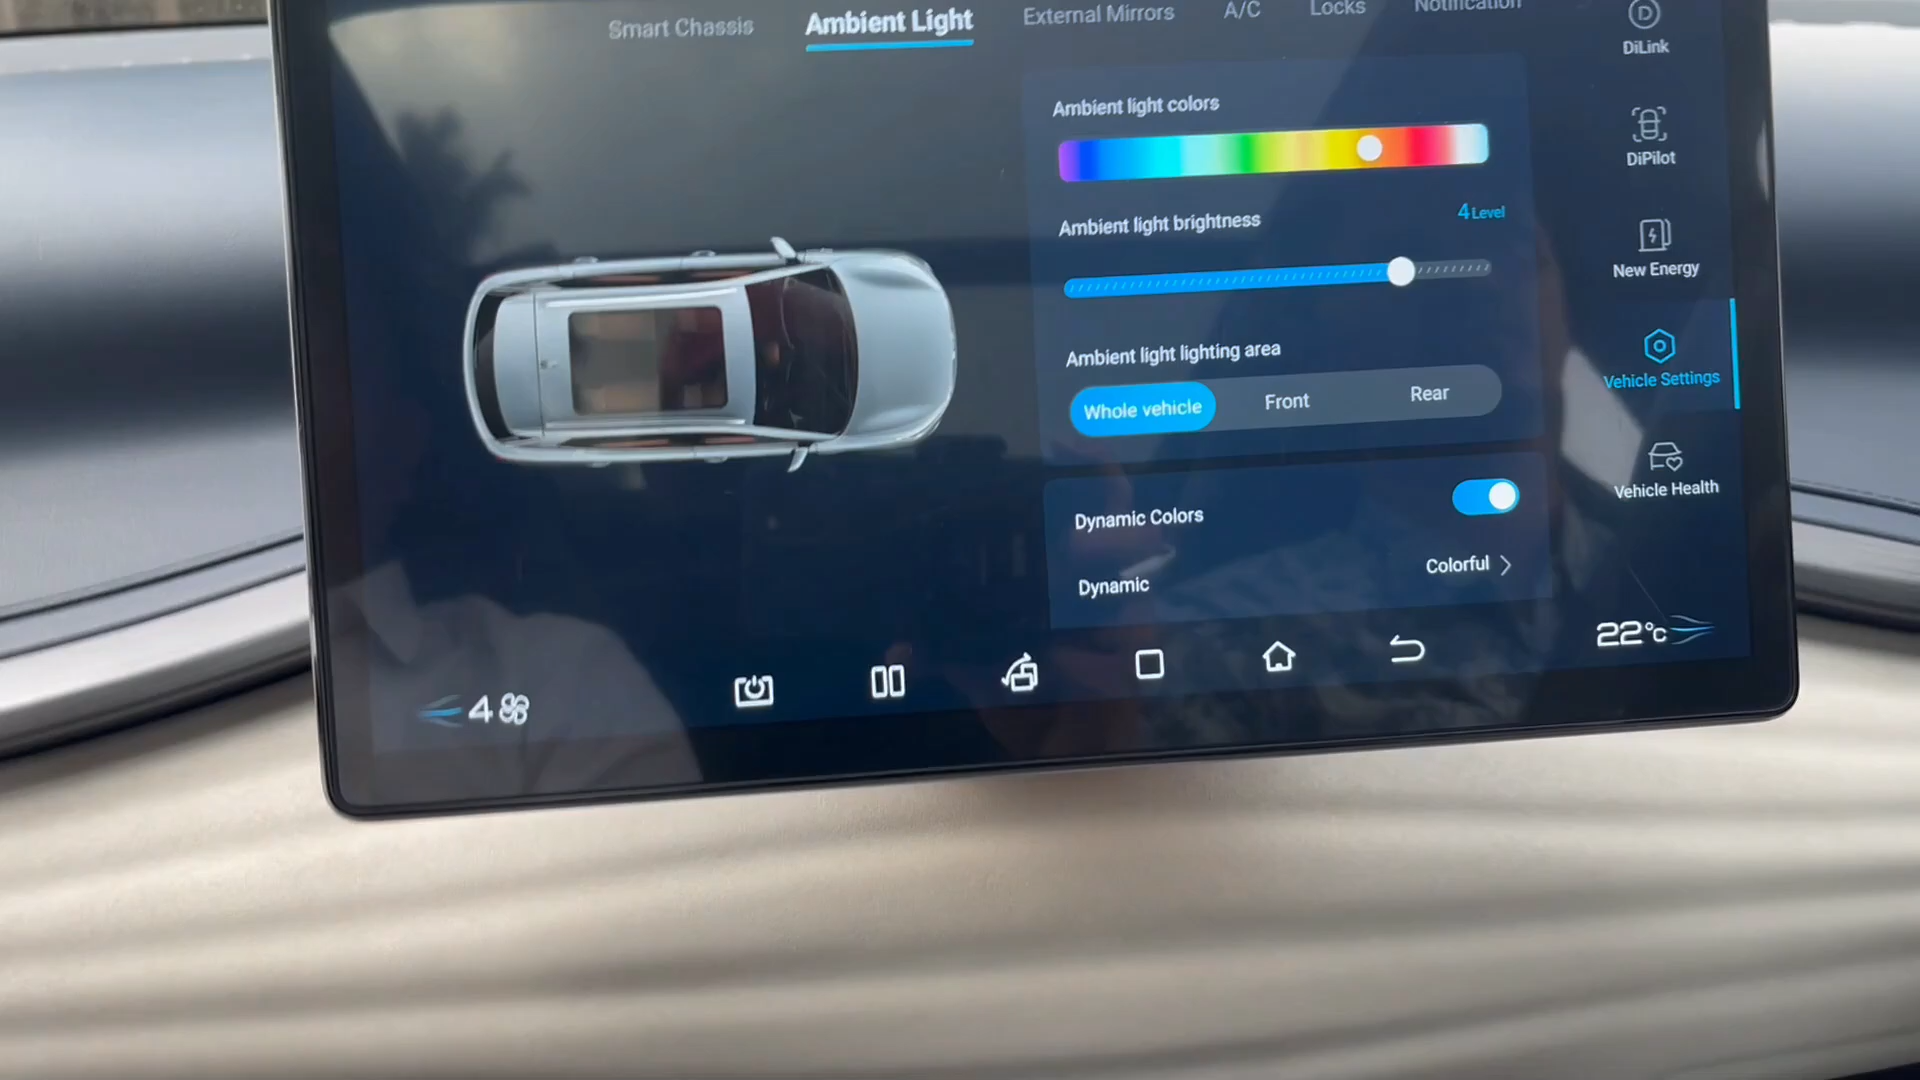 Smart Chassis
Ambient Light
External Mirrors
A/C
Locks
Notification
DiLink
DiPilot
New Energy
Vehicle Settings
Vehicle Health
Ambient light colors
Ambient light brightness
4 Level
Ambient light lighting area
Whole vehicle
Front
Rear
Dynamic Colors
Dynamic
Colorful
4
22°C